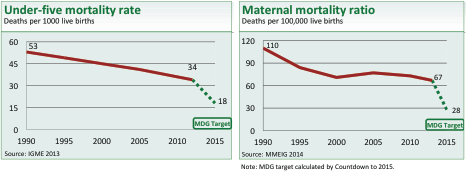 Under-five mortality rate
Deaths per 1000 live births
60
53
45
34
30
18
15
MDG Target
0
1990 1995 2000 2005 2010 2015
Source: IGME 2013
Maternal mortality ratio
Deaths per 100,000 live births
120
110
90
67
60
30
28
MDG Target
0
1990 1995 2000 2005 2010 2015
Source: MMEIG 2014
Note: MDG target calculated by Countdown to 2015.